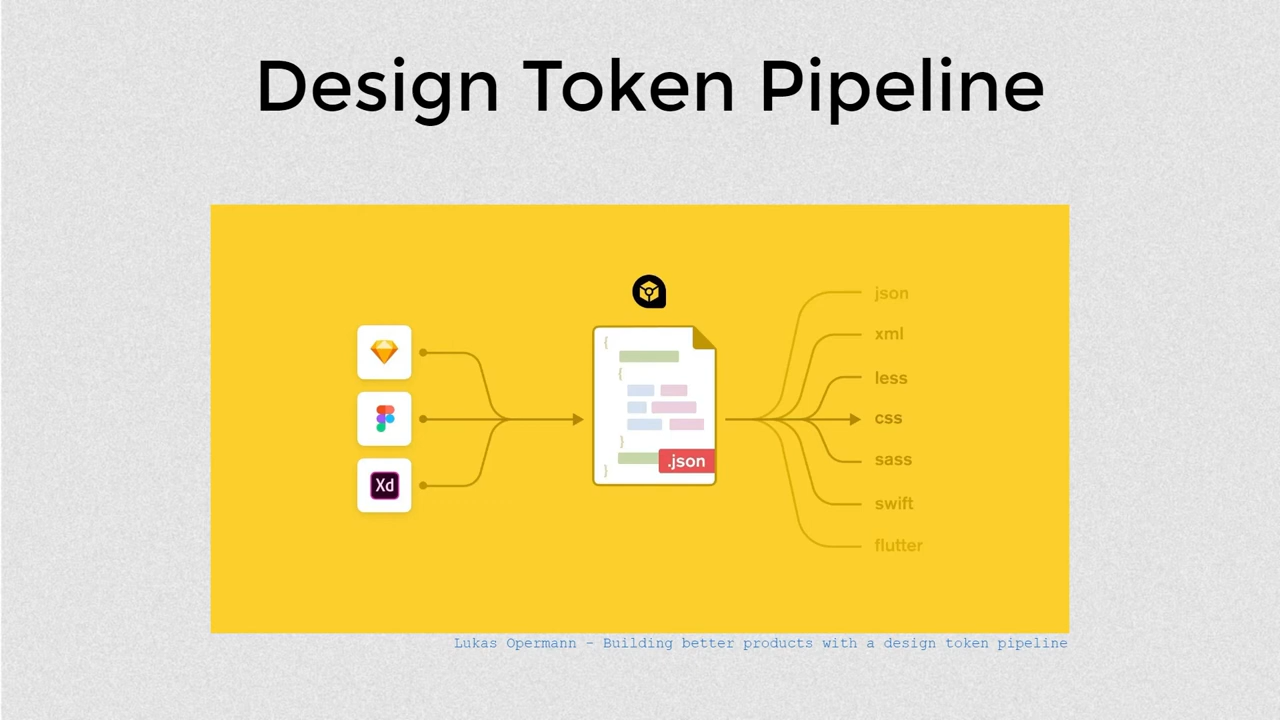 Design Token Pipeline
{
{
}
}
.json
Xd
json
xml
less
css
sass
swift
flutter
Lukas Opermann - Building better products with a design token pipeline